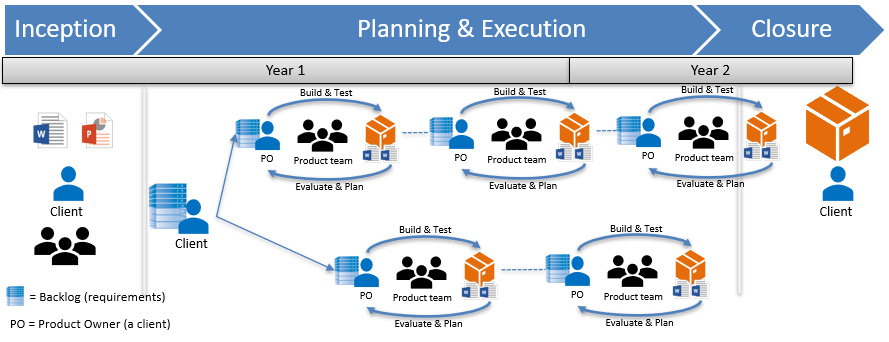 Inception
Planning & Execution
Closure
Year 1
Year 2
Build & Test
Build & Test
Build & Test
W
P
PO
Product team
W W
PO
Product team
W W
PO
Product team
W W
Evaluate & Plan
Evaluate & Plan
Evaluate & Plan
Client
Client
Client
Build & Test
Build & Test
PO
Product team
W W
PO
Product team
W W
Evaluate & Plan
Evaluate & Plan
= Backlog (requirements)
PO = Product Owner (a client)